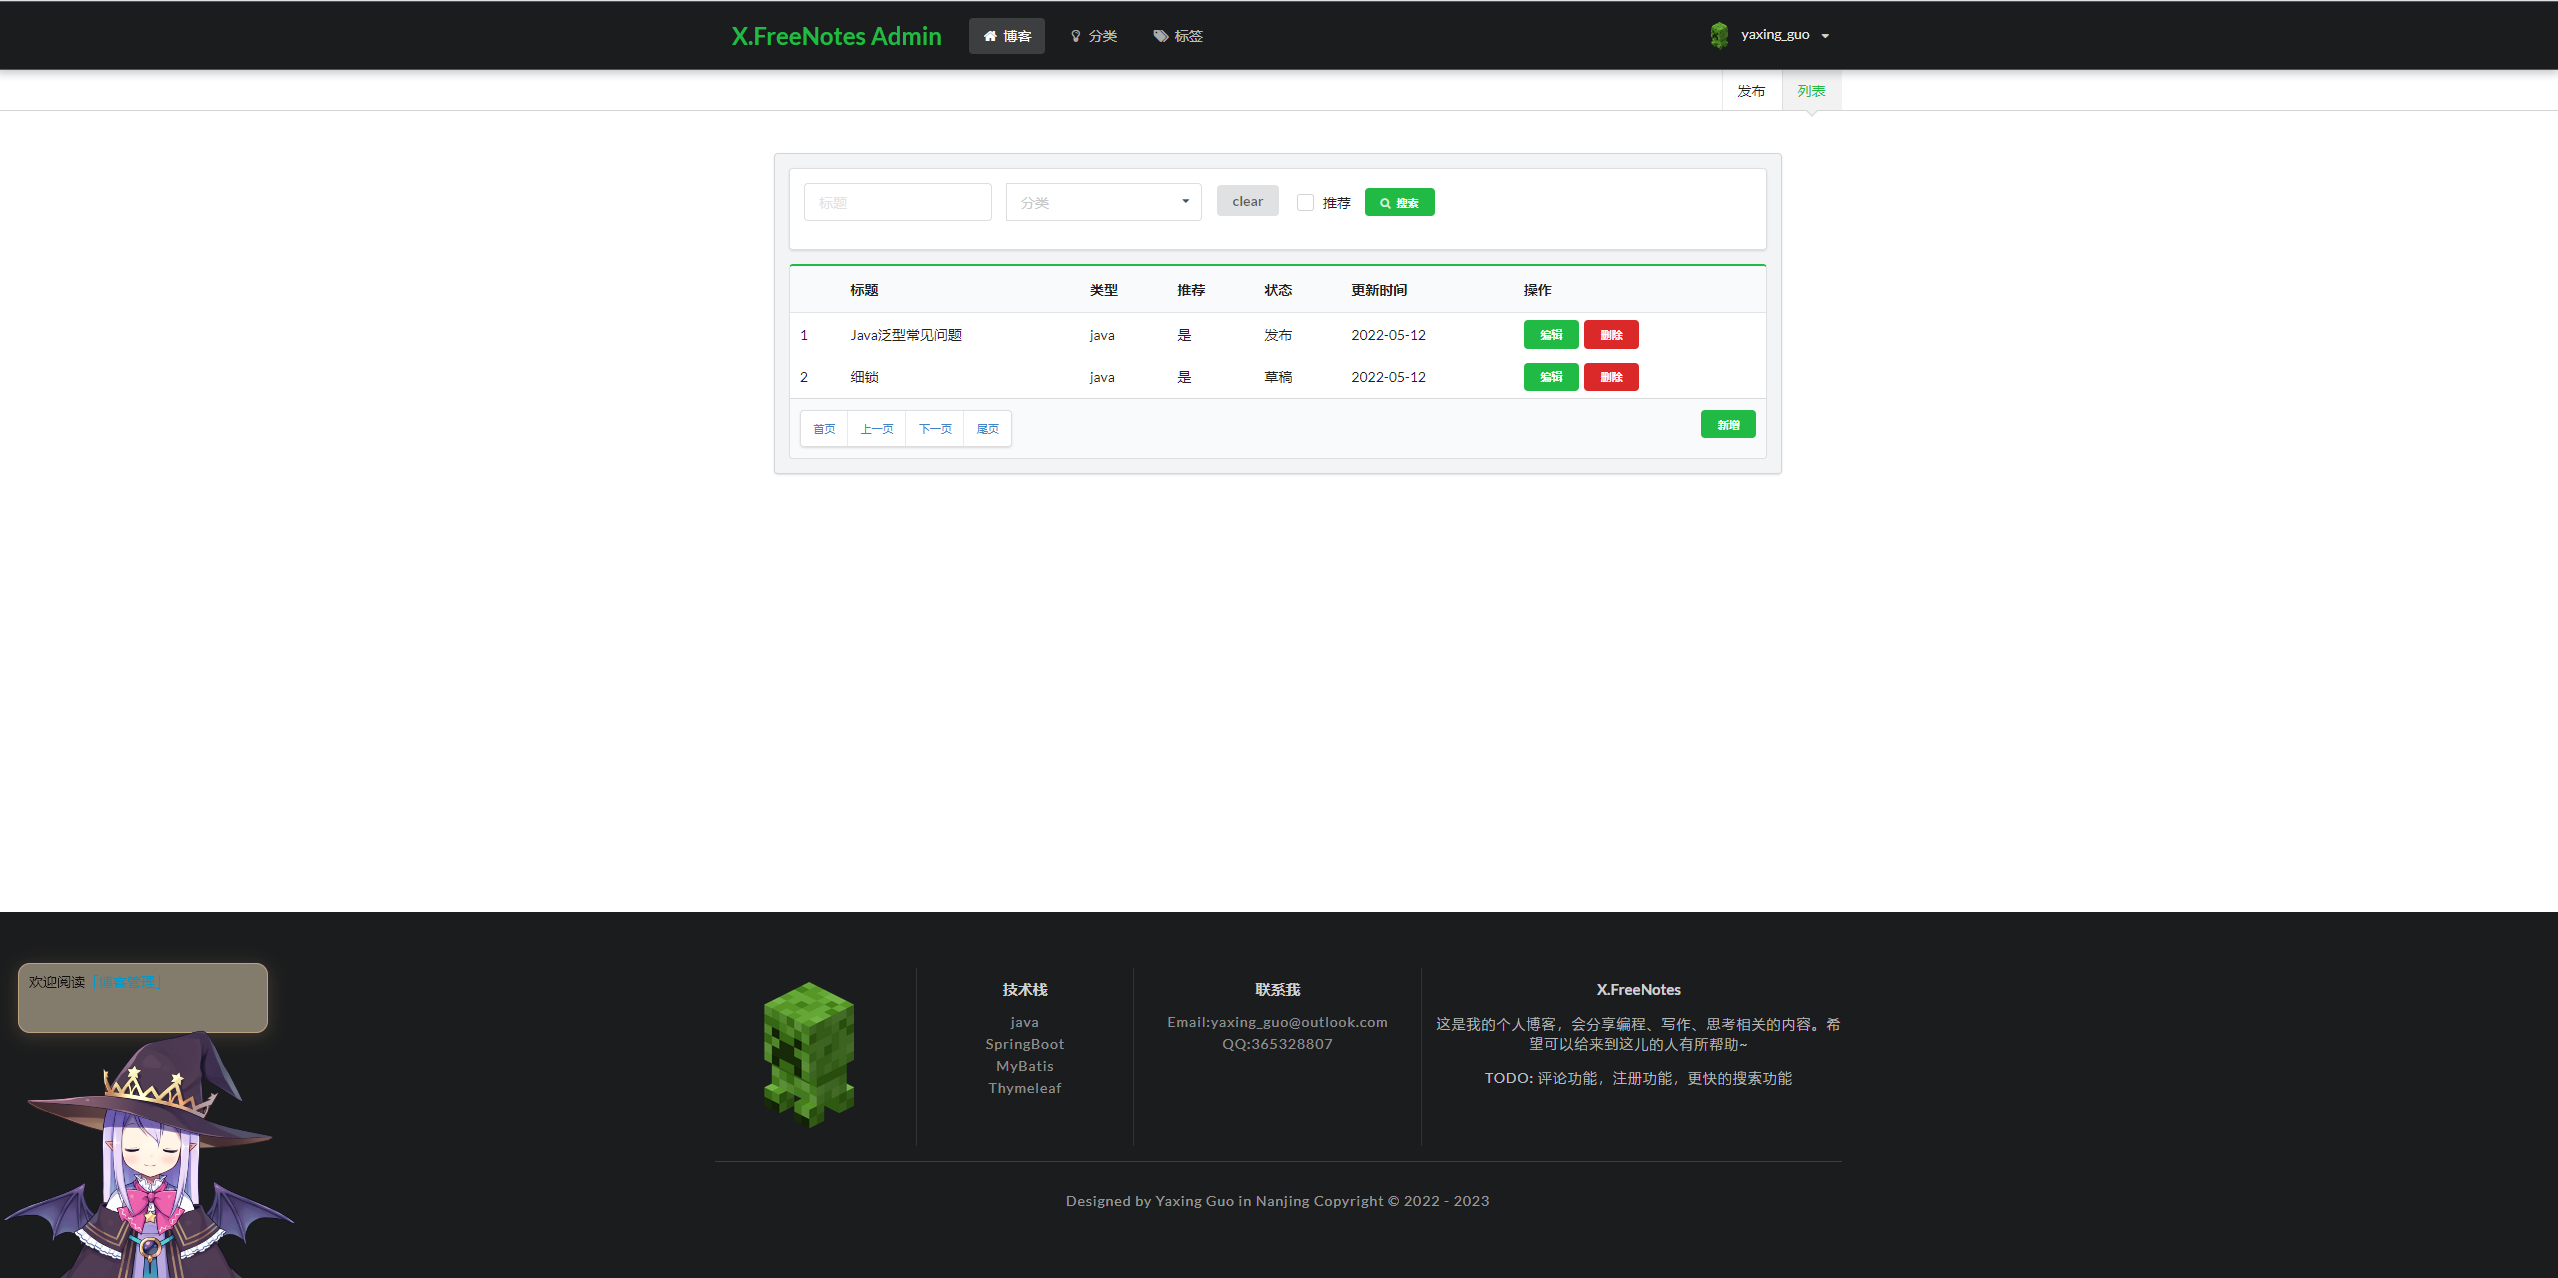 X.FreeNotes Admin 博客 分类 标签 yaxing_guo
发布 列表
标题 分类 clear 推荐 搜索
标题 类型 推荐 状态 更新时间 操作
1 Java泛型常见问题 java 是 发布 2022-05-12 编辑 删除
2 细锁 java 是 草稿 2022-05-12 编辑 删除
首页 上一页 下一页 尾页 新增
欢迎阅读「博客管理」
技术栈
java
SpringBoot
MyBatis
Thymeleaf
联系我
Email:yaxing_guo@outlook.com
QQ:365328807
X.FreeNotes
这是我的个人博客，会分享编程、写作、思考相关的内容。希
望可以给来到这儿的人有所帮助~
TODO: 评论功能，注册功能，更快的搜索功能
Designed by Yaxing Guo in Nanjing Copyright © 2022 - 2023